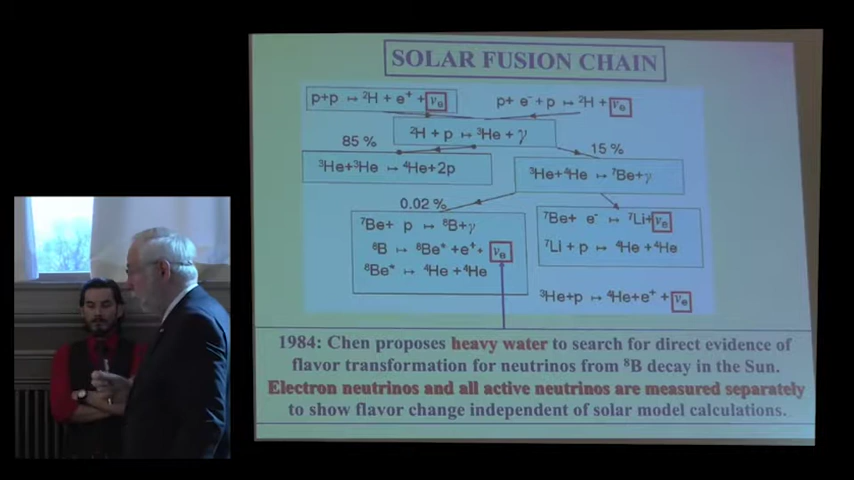 SOLAR FUSION CHAIN
p+p ↦ ²H + e⁺ + νe
p+ e⁻ + p ↦ ²H + νe
²H + p ↦ ³He + γ
85 %
15 %
³He+³He ↦ ⁴He+2p
³He+⁴He ↦ ⁷Be+γ
0.02 %
⁷Be+ p ↦ ⁸B+γ
⁸B ↦ ⁸Be* +e⁺+ νe
⁸Be* ↦ ⁴He +⁴He
⁷Be+ e⁻ ↦ ⁷Li+νe
⁷Li + p ↦ ⁴He +⁴He
³He+p ↦ ⁴He+e⁺ + νe
1984: Chen proposes heavy water to search for direct evidence of
flavor transformation for neutrinos from ⁸B decay in the Sun.
Electron neutrinos and all active neutrinos are measured separately
to show flavor change independent of solar model calculations.